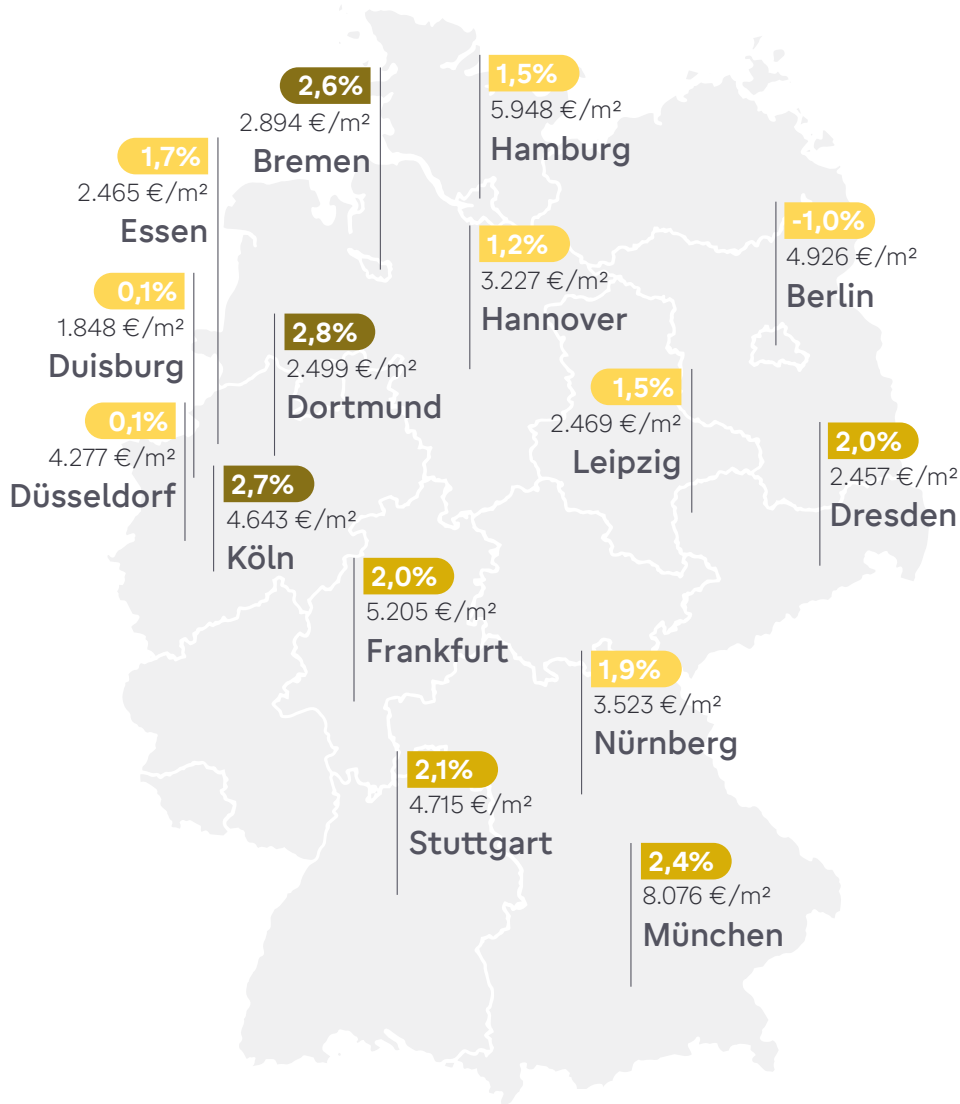 1,5%
5.948 €/m²
Hamburg
2,6%
2.894 €/m²
Bremen
1,7%
2.465 €/m²
Essen
-1,0%
4.926 €/m²
Berlin
1,2%
3.227 €/m²
Hannover
0,1%
1.848 €/m²
Duisburg
2,8%
2.499 €/m²
Dortmund
1,5%
2.469 €/m²
Leipzig
0,1%
4.277 €/m²
Düsseldorf
2,0%
2.457 €/m²
Dresden
2,7%
4.643 €/m²
Köln
2,0%
5.205 €/m²
Frankfurt
1,9%
3.523 €/m²
Nürnberg
2,1%
4.715 €/m²
Stuttgart
2,4%
8.076 €/m²
München